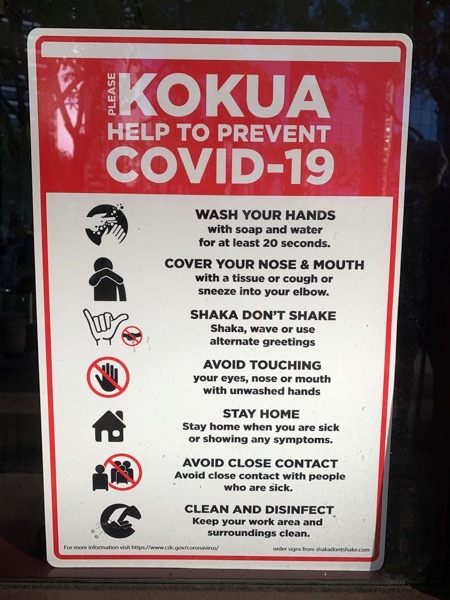 PLEASE
KOKUA
HELP TO PREVENT
COVID-19
WASH YOUR HANDS
with soap and water
for at least 20 seconds.
COVER YOUR NOSE & MOUTH
with a tissue or cough or
sneeze into your elbow.
SHAKA DON'T SHAKE
Shaka, wave or use
alternate greetings
AVOID TOUCHING
your eyes, nose or mouth
with unwashed hands
STAY HOME
Stay home when you are sick
or showing any symptoms.
AVOID CLOSE CONTACT
Avoid close contact with people
who are sick.
CLEAN AND DISINFECT
Keep your work area and
surroundings clean.
For more information visit https://www.cdc.gov/coronavirus/
order signs from shakadontshake.com